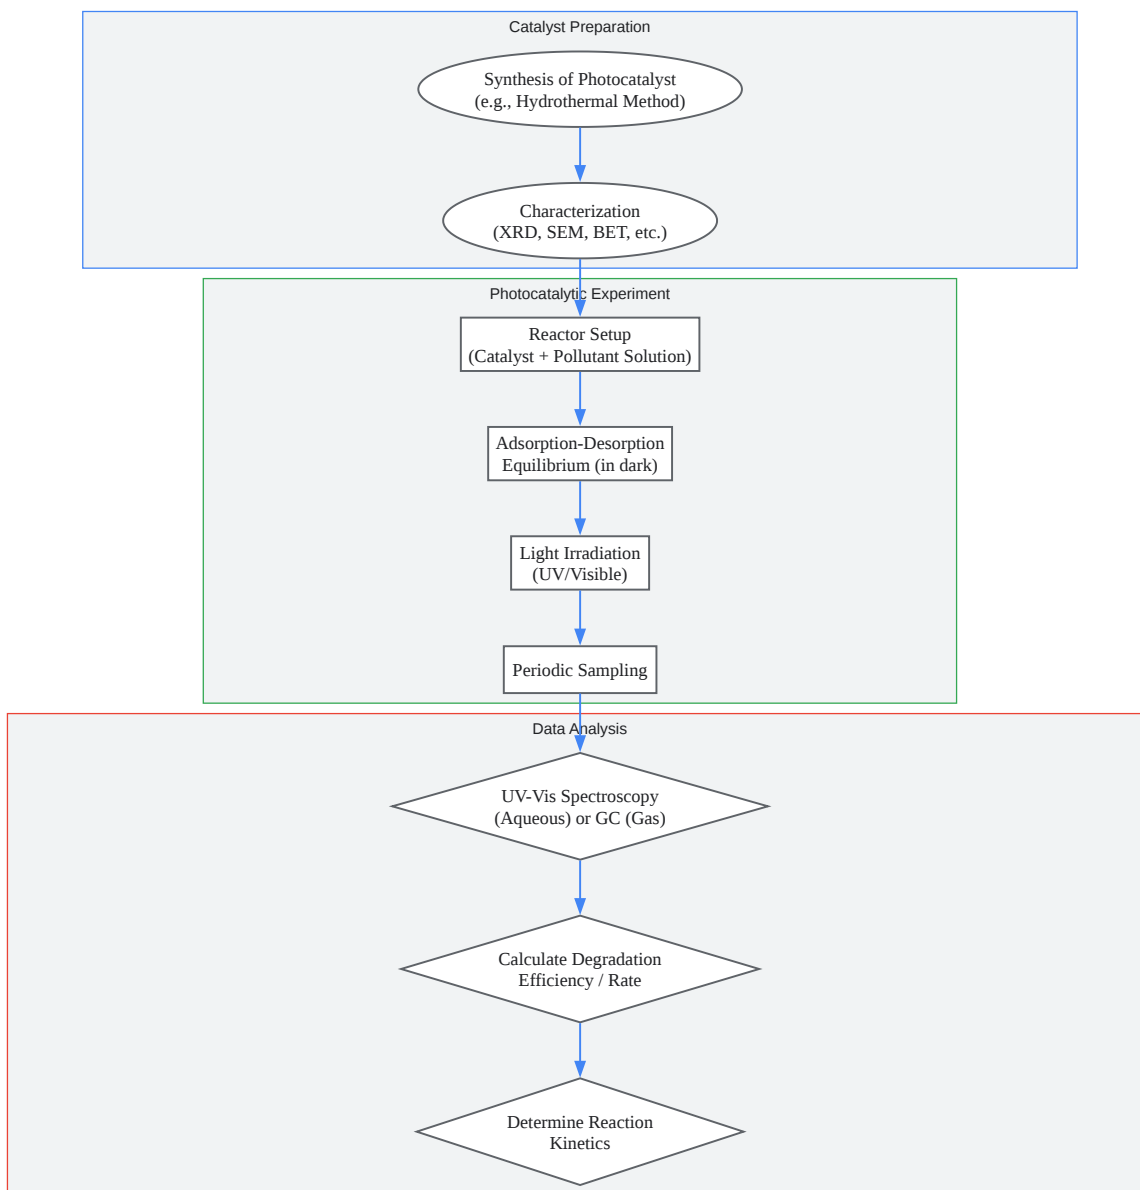 Catalyst Preparation
Synthesis of Photocatalyst
(e.g., Hydrothermal Method)
Characterization
(XRD, SEM, BET, etc.)
Photocatalytic Experiment
Reactor Setup
(Catalyst + Pollutant Solution)
Adsorption-Desorption
Equilibrium (in dark)
Light Irradiation
(UV/Visible)
Periodic Sampling
Data Analysis
UV-Vis Spectroscopy
(Aqueous) or GC (Gas)
Calculate Degradation
Efficiency / Rate
Determine Reaction
Kinetics